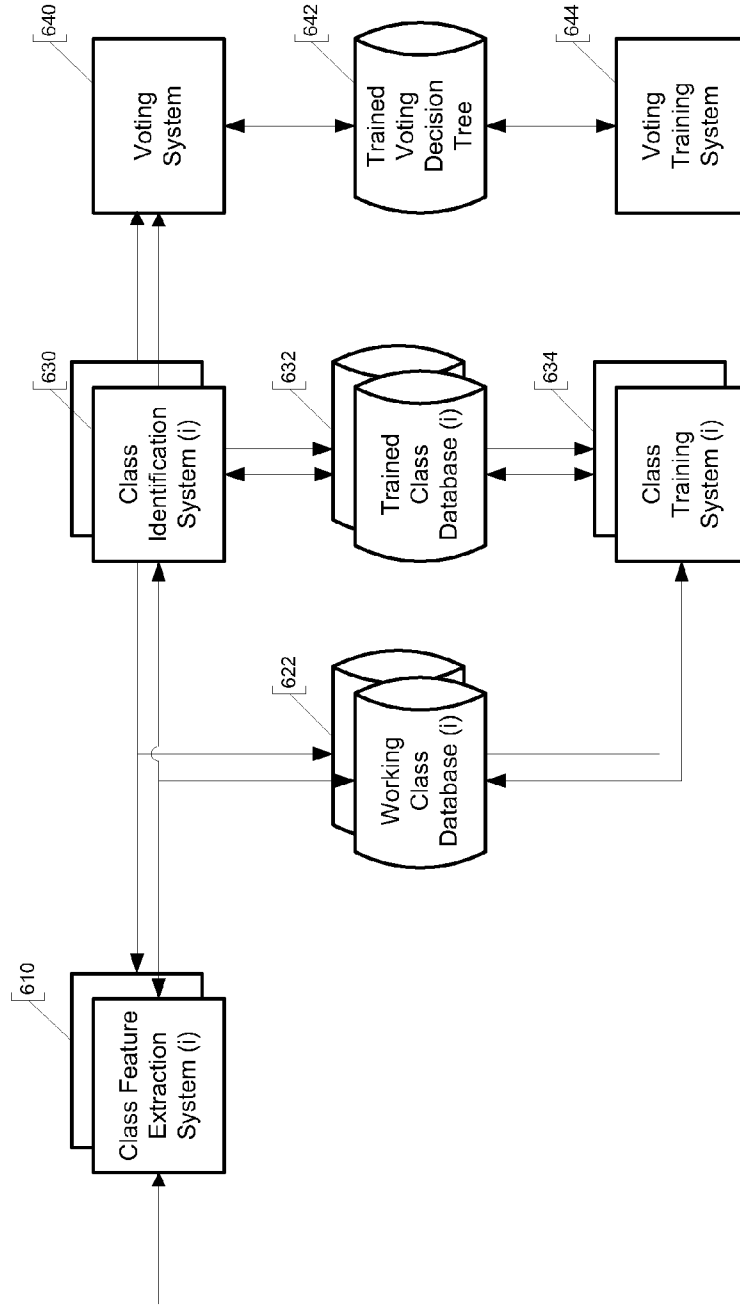 610
Class Feature
Extraction
System (i)
630
Class
Identification
System (i)
640
Voting
System
622
Working
Class
Database (i)
632
Trained
Class
Database (i)
642
Trained
Voting
Decision
Tree
634
Class
Training
System (i)
644
Voting
Training
System